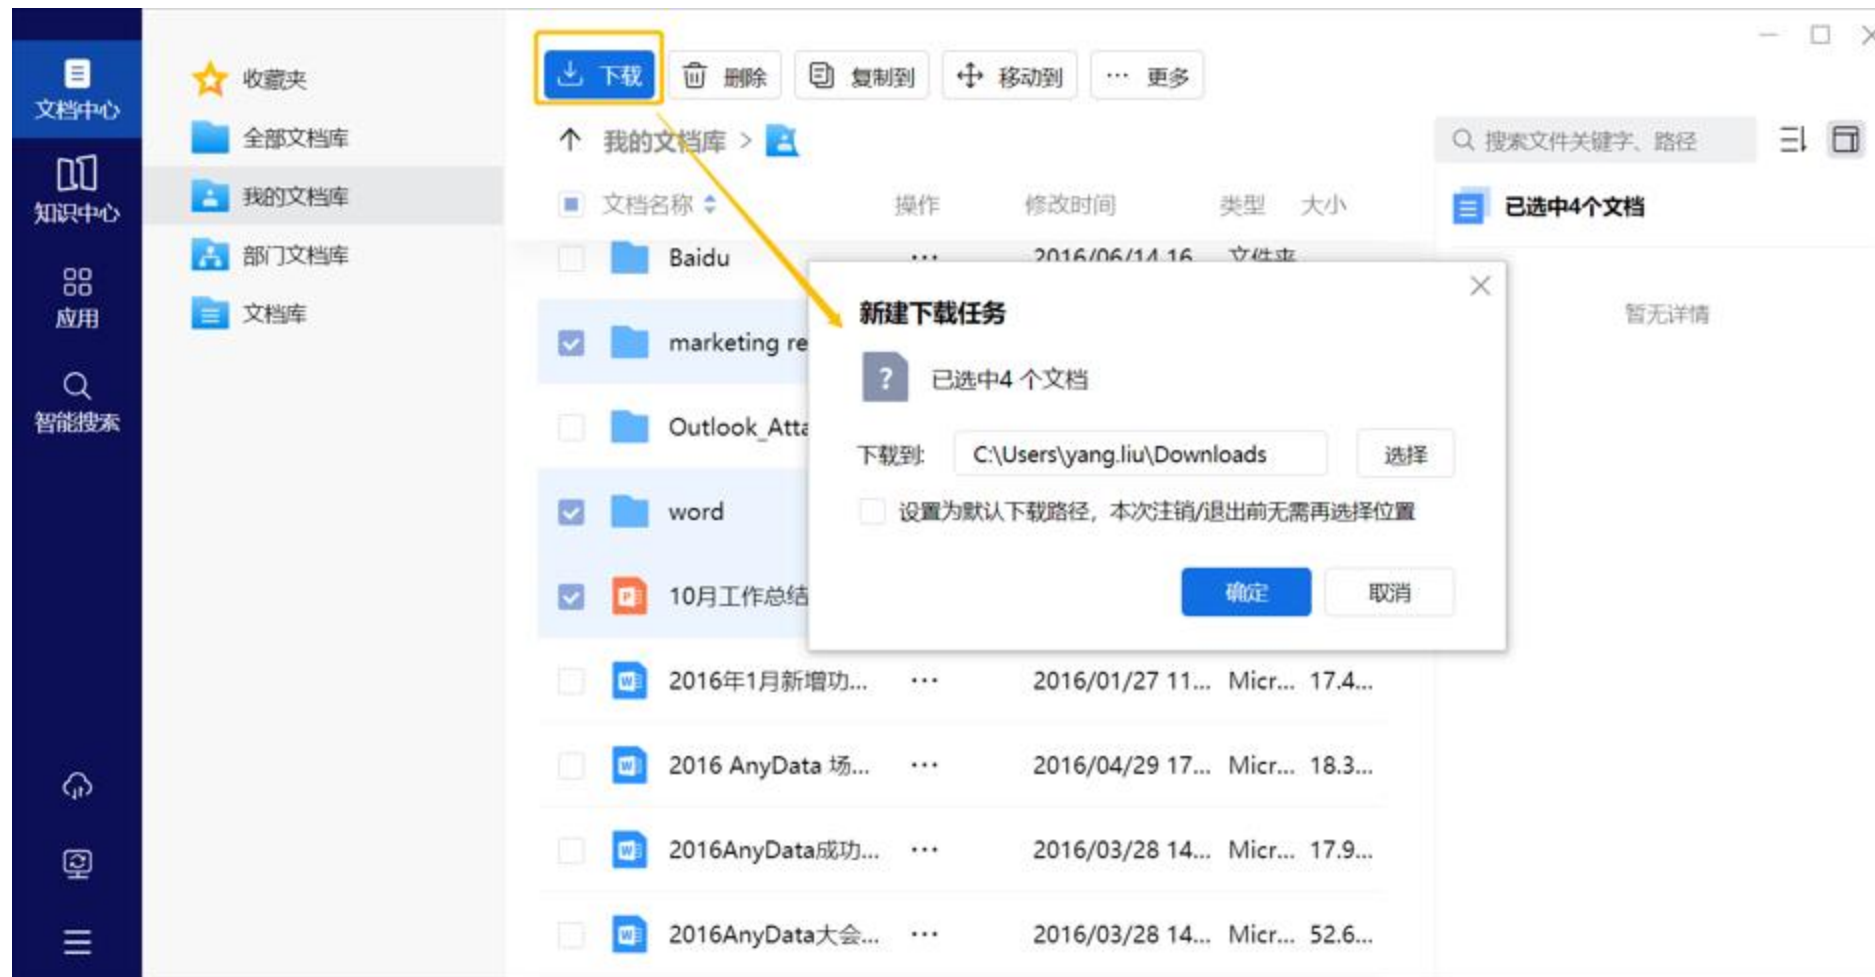 下载 删除 复制到 移动到 ··· 更多
文档中心
知识中心
应用
智能搜索
收藏夹
全部文档库
我的文档库
部门文档库
文档库
我的文档库 >
搜索文件关键字、路径
文档名称 操作 修改时间 类型 大小
已选中4个文档
暂无详情
Baidu ··· 2016/06/14 16 文件夹
marketing re
Outlook_Atta
word
10月工作总结
2016年1月新增功... ··· 2016/01/27 11... Micr... 17.4...
2016 AnyData 场... ··· 2016/04/29 17... Micr... 18.3...
2016AnyData成功... ··· 2016/03/28 14... Micr... 17.9...
2016AnyData大会... ··· 2016/03/28 14... Micr... 52.6...
新建下载任务
已选中4 个文档
下载到: C:\Users\yang.liu\Downloads 选择
设置为默认下载路径，本次注销/退出前无需再选择位置
确定 取消